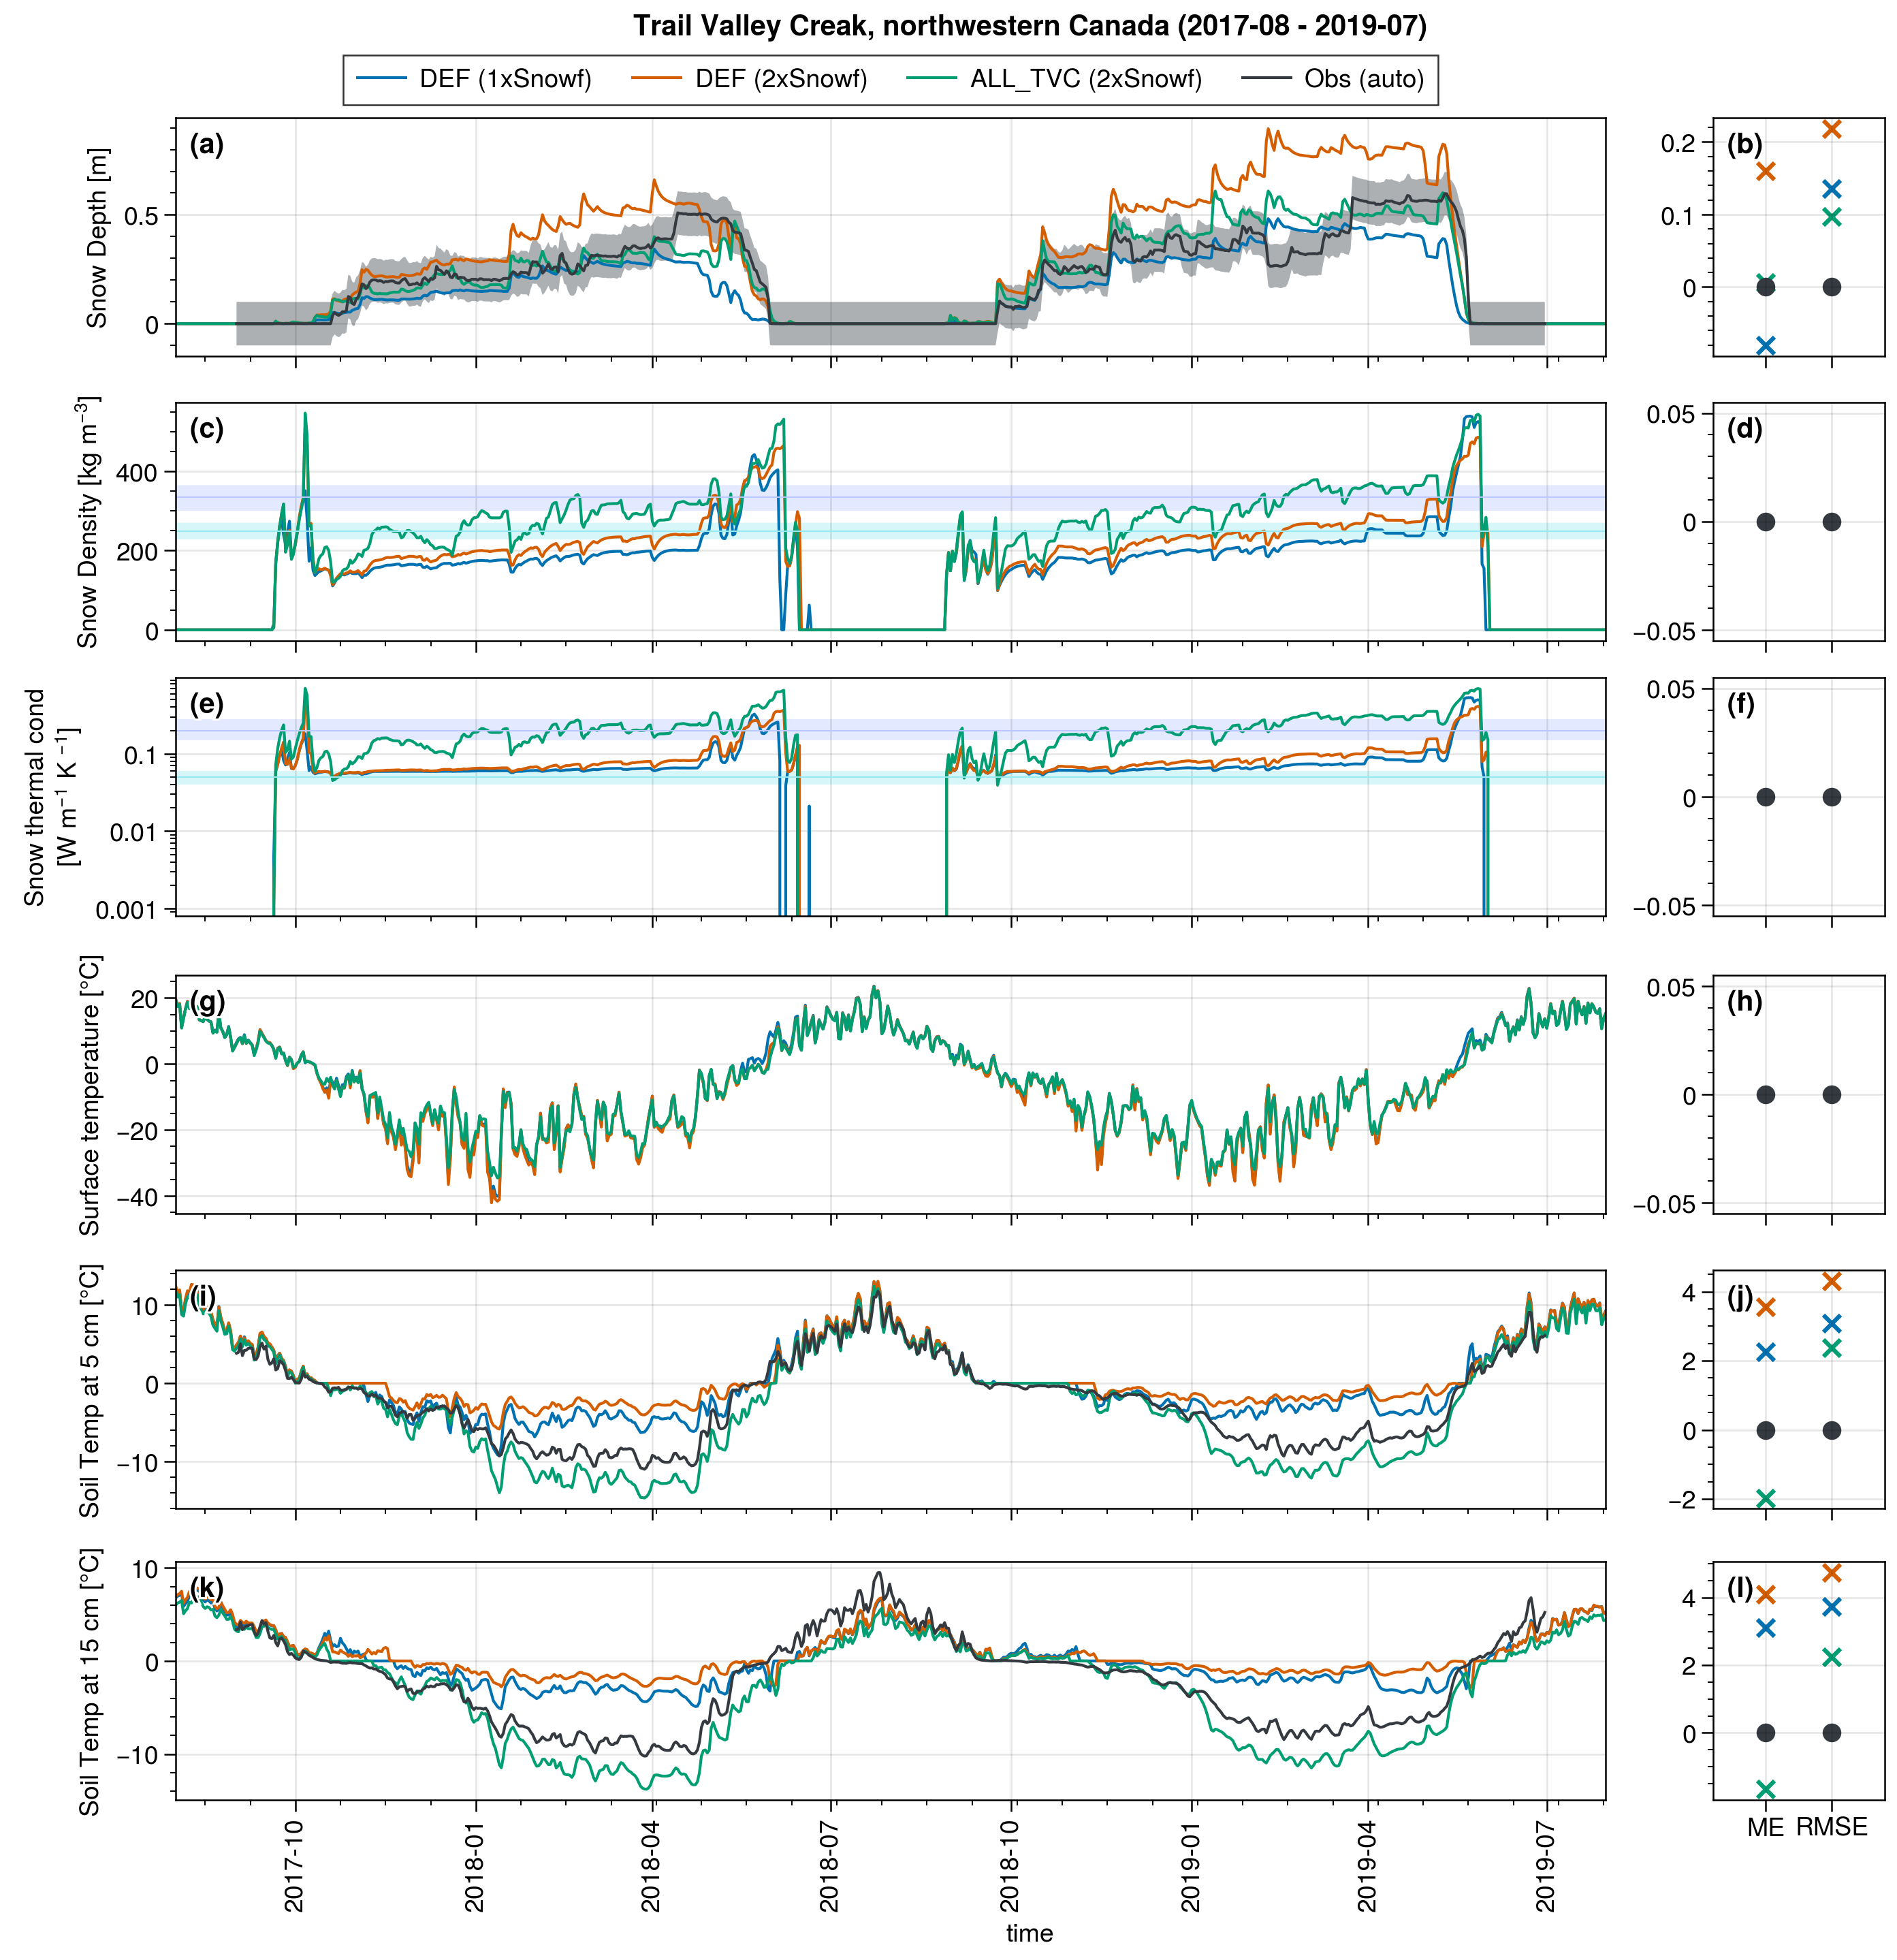 Trail Valley Creak, northwestern Canada (2017-08 - 2019-07)
DEF (1xSnowf) DEF (2xSnowf) ALL_TVC (2xSnowf) Obs (auto)
(a)
Snow Depth [m]
0.5
0
(b)
0.2
0.1
0
(c)
Snow Density [kg m⁻³]
400
200
0
(d)
0.05
0
−0.05
(e)
Snow thermal cond
[W m⁻¹ K⁻¹]
0.1
0.01
0.001
(f)
0.05
0
−0.05
(g)
Surface temperature [°C]
20
0
−20
−40
(h)
0.05
0
−0.05
(i)
Soil Temp at 5 cm [°C]
10
0
−10
(j)
4
2
0
−2
(k)
Soil Temp at 15 cm [°C]
10
0
−10
(l)
4
2
0
ME RMSE
2017-10 2018-01 2018-04 2018-07 2018-10 2019-01 2019-04 2019-07
time